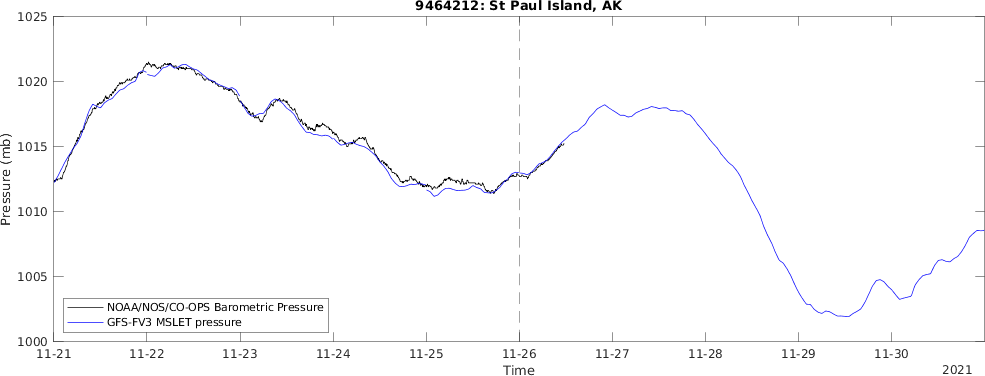 9464212: St Paul Island, AK
Pressure (mb)
1025
1020
1015
1010
1005
1000
NOAA/NOS/CO-OPS Barometric Pressure
GFS-FV3 MSLET pressure
11-21 11-22 11-23 11-24 11-25 11-26 11-27 11-28 11-29 11-30
Time
2021